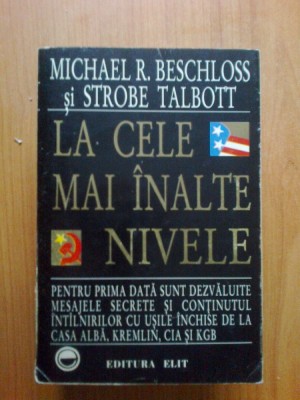 MICHAEL R. BESCHLOSS
și STROBE TALBOTT
LA CELE
MAI ÎNALTE
NIVELE
PENTRU PRIMA DATĂ SUNT DEZVĂLUITE
MESAJELE SECRETE ȘI CONȚINUTUL
ÎNTÎLNIRILOR CU UȘILE ÎNCHISE DE LA
CASA ALBĂ, KREMLIN, CIA ȘI KGB
EDITURA ELIT